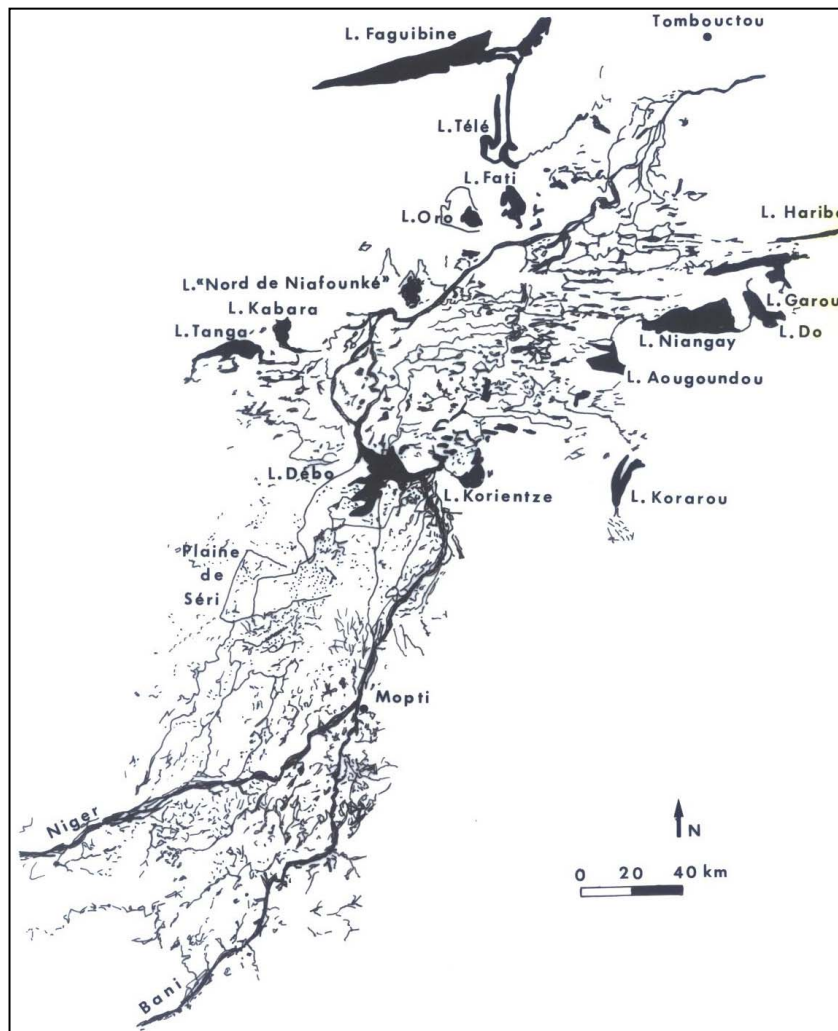 L. Faguibine
Tombouctou
L. Télé
L. Fati
L. Oro
L. Haribo
L. «Nord de Niafounké»
L. Kabara
L. Tanga
L. Garou
L. Do
L. Niangay
L. Aougoundou
L. Débo
L. Korientze
L. Korarou
Plaine
de
Séri
Mopti
Niger
N
0 20 40 km
Bani